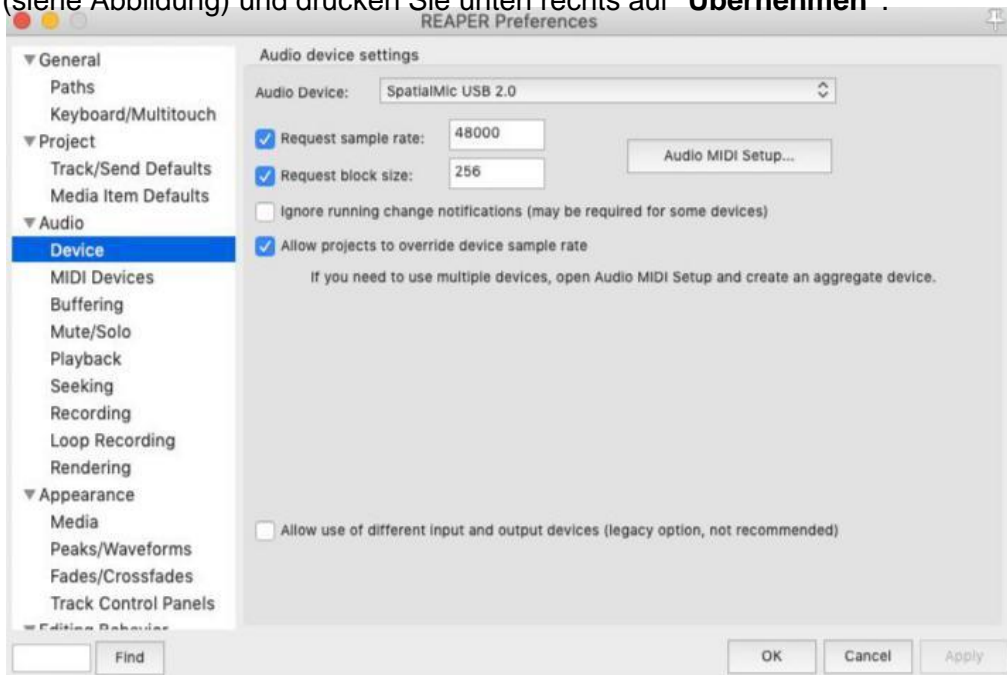 (siehe Abbildung) und drücken Sie unten rechts auf "Übernehmen".
REAPER Preferences
▼ General
Paths
Keyboard/Multitouch
▼ Project
Track/Send Defaults
Media Item Defaults
▼ Audio
Device
MIDI Devices
Buffering
Mute/Solo
Playback
Seeking
Recording
Loop Recording
Rendering
▼ Appearance
Media
Peaks/Waveforms
Fades/Crossfades
Track Control Panels
▼ Editing Behavior
Find
Audio device settings
Audio Device: SpatialMic USB 2.0
Request sample rate: 48000
Request block size: 256
Audio MIDI Setup...
Ignore running change notifications (may be required for some devices)
Allow projects to override device sample rate
If you need to use multiple devices, open Audio MIDI Setup and create an aggregate device.
Allow use of different input and output devices (legacy option, not recommended)
OK Cancel Apply